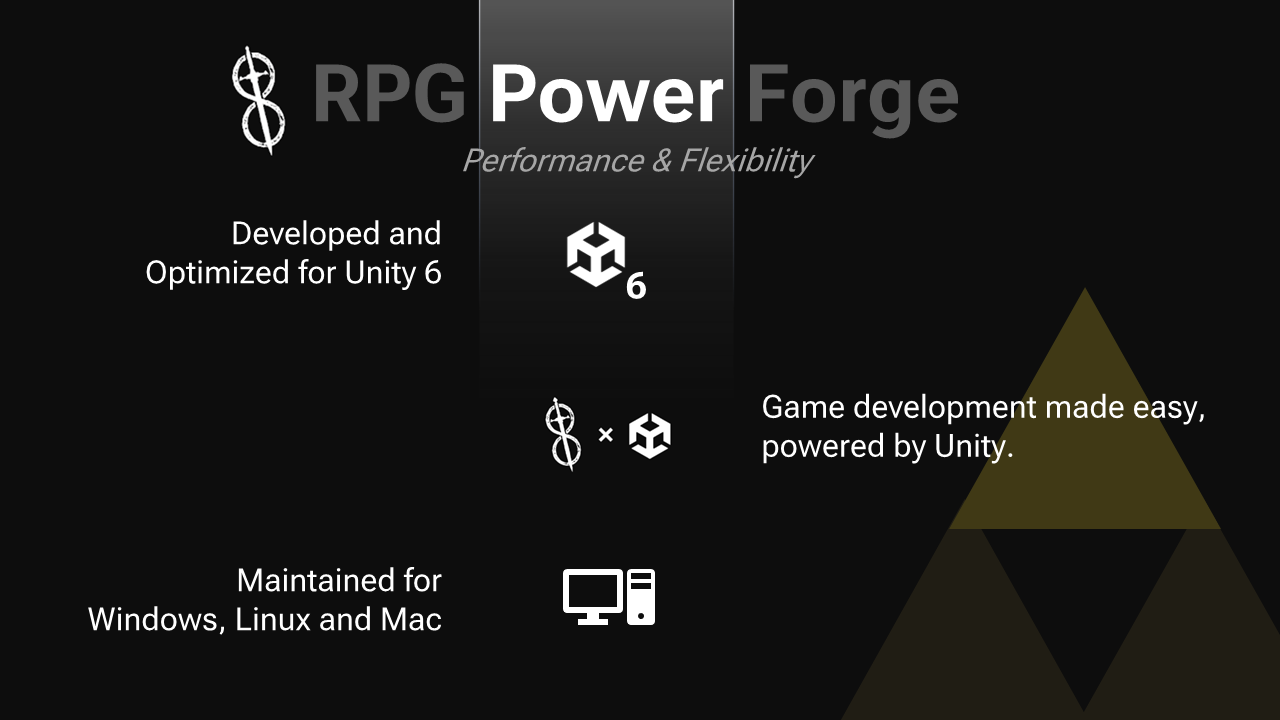 RPG Power Forge
Performance & Flexibility
Developed and
Optimized for Unity 6
6
×
Game development made easy,
powered by Unity.
Maintained for
Windows, Linux and Mac